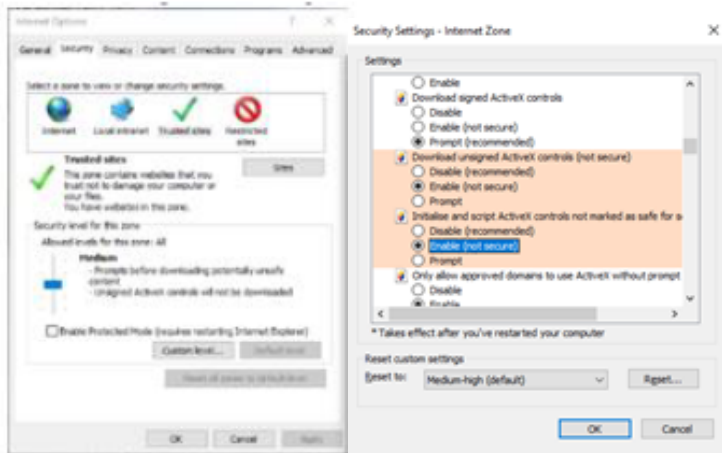 Internet Options
General Security Privacy Content Connections Programs Advanced
Select a zone to view or change security settings.
Internet
Local intranet
Trusted sites
Restricted
sites
Trusted sites
Sites
This zone contains websites that you
trust not to damage your computer or
your files.
You have websites in this zone.
Security level for this zone
Allowed levels for this zone: All
Medium
- Prompts before downloading potentially unsafe
content
- Unsigned ActiveX controls will not be downloaded
Enable Protected Mode (requires restarting Internet Explorer)
Custom level...
Default level
Reset all zones to default level
OK
Cancel
Apply
Security Settings - Internet Zone
Settings
Enable
Download signed ActiveX controls
Disable
Enable (not secure)
Prompt (recommended)
Download unsigned ActiveX controls (not secure)
Disable (recommended)
Enable (not secure)
Prompt
Initialise and script ActiveX controls not marked as safe for s
Disable (recommended)
Enable (not secure)
Prompt
Only allow approved domains to use ActiveX without prompt
Disable
Enable
* Takes effect after you've restarted your computer
Reset custom settings
Reset to:
Medium-high (default)
Reset...
OK
Cancel